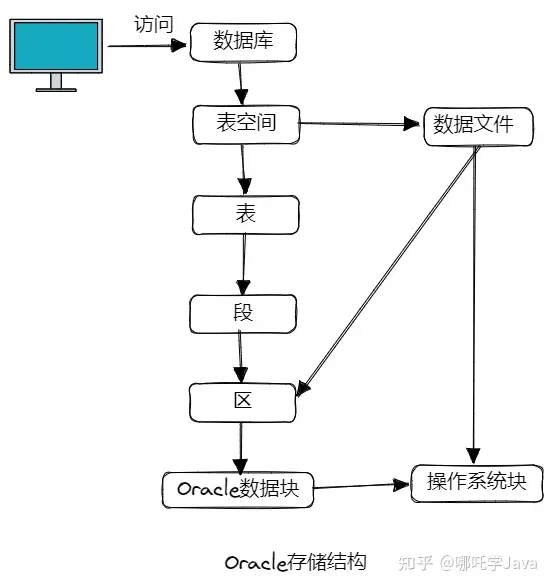 访问
数据库
表空间
数据文件
表
段
区
Oracle数据块
操作系统块
Oracle存储结构
知乎 @哪吒学Java